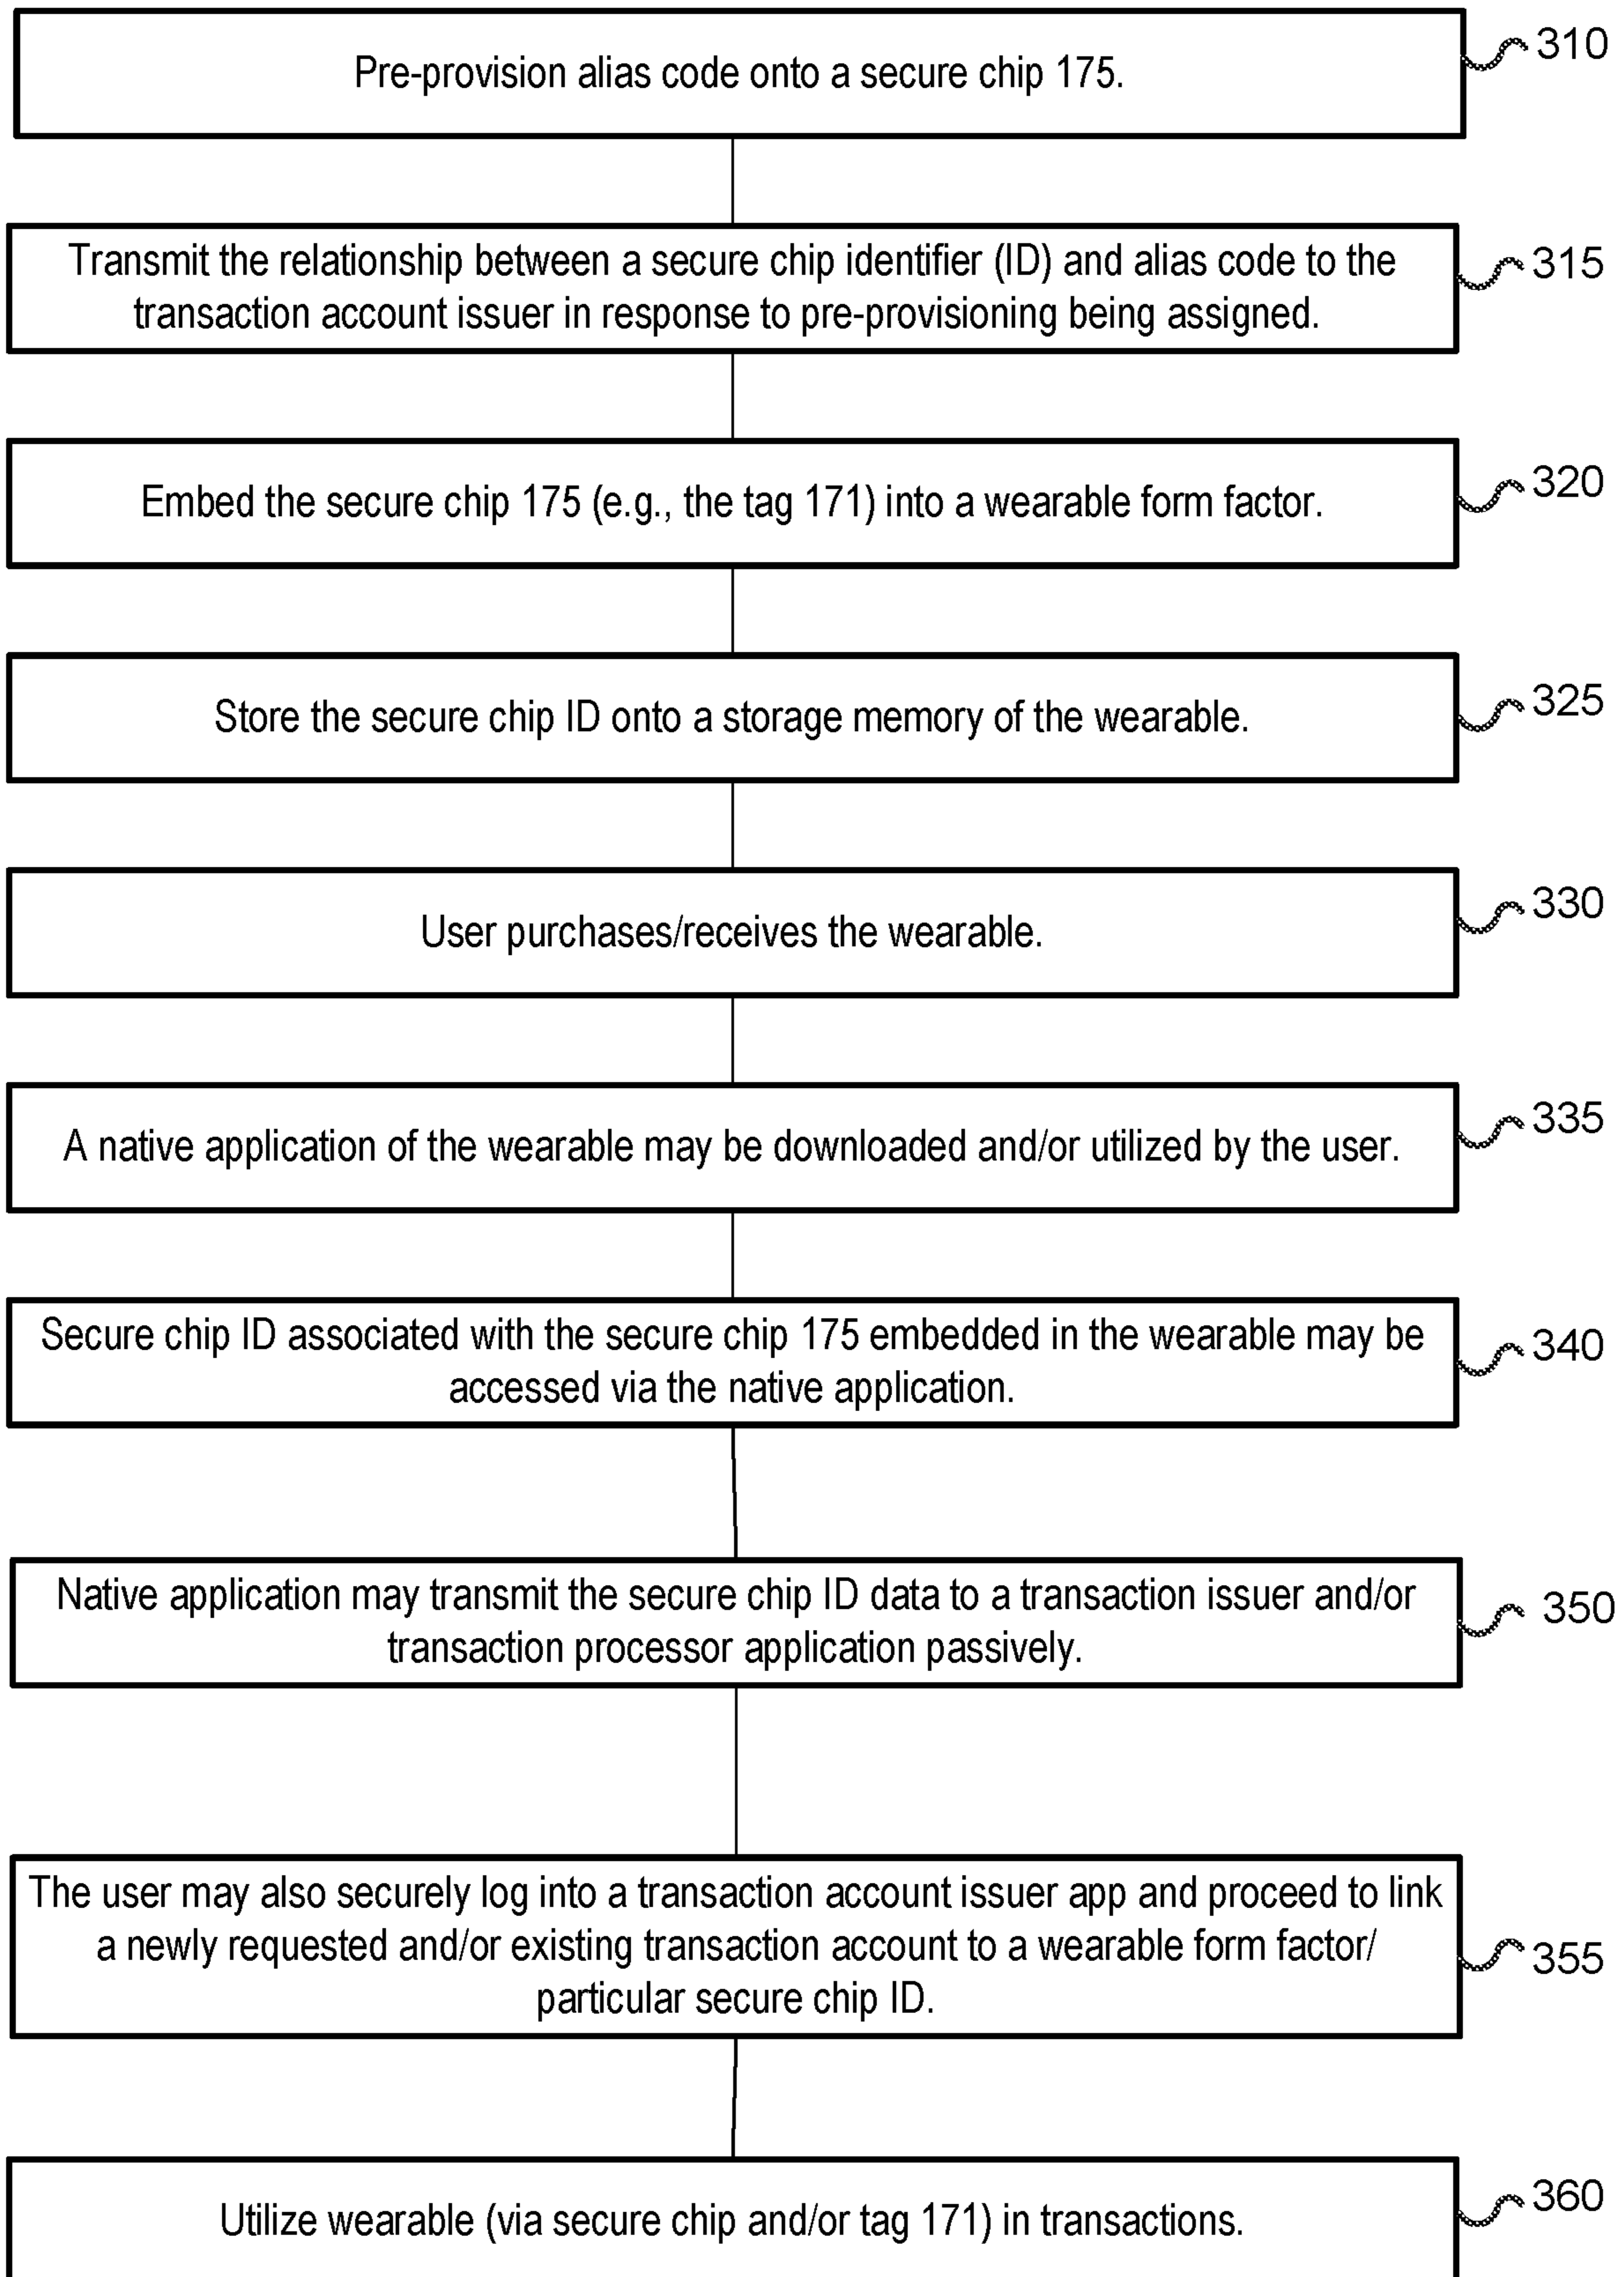 Pre-provision alias code onto a secure chip 175.
310
Transmit the relationship between a secure chip identifier (ID) and alias code to the
transaction account issuer in response to pre-provisioning being assigned.
315
Embed the secure chip 175 (e.g., the tag 171) into a wearable form factor.
320
Store the secure chip ID onto a storage memory of the wearable.
325
User purchases/receives the wearable.
330
A native application of the wearable may be downloaded and/or utilized by the user.
335
Secure chip ID associated with the secure chip 175 embedded in the wearable may be
accessed via the native application.
340
Native application may transmit the secure chip ID data to a transaction issuer and/or
transaction processor application passively.
350
The user may also securely log into a transaction account issuer app and proceed to link
a newly requested and/or existing transaction account to a wearable form factor/
particular secure chip ID.
355
Utilize wearable (via secure chip and/or tag 171) in transactions.
360